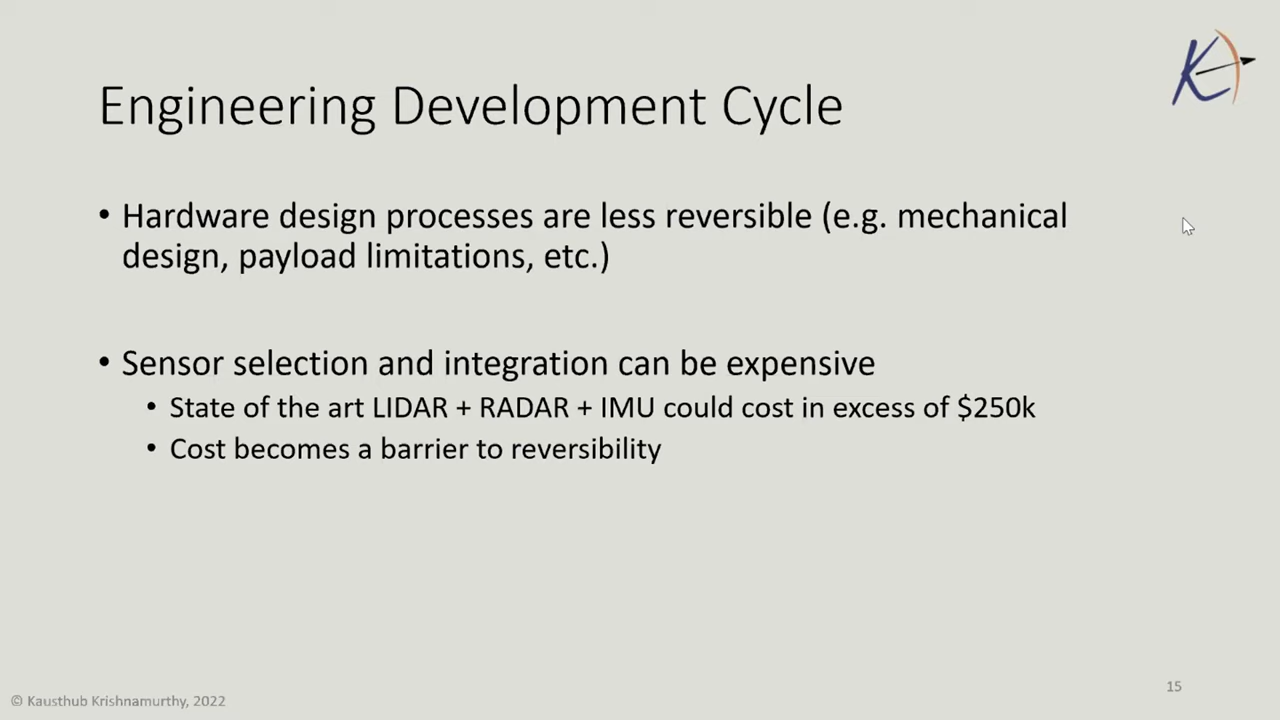 Engineering Development Cycle
• Hardware design processes are less reversible (e.g. mechanical
design, payload limitations, etc.)
• Sensor selection and integration can be expensive
• State of the art LIDAR + RADAR + IMU could cost in excess of $250k
• Cost becomes a barrier to reversibility
© Kausthub Krishnamurthy, 2022
15